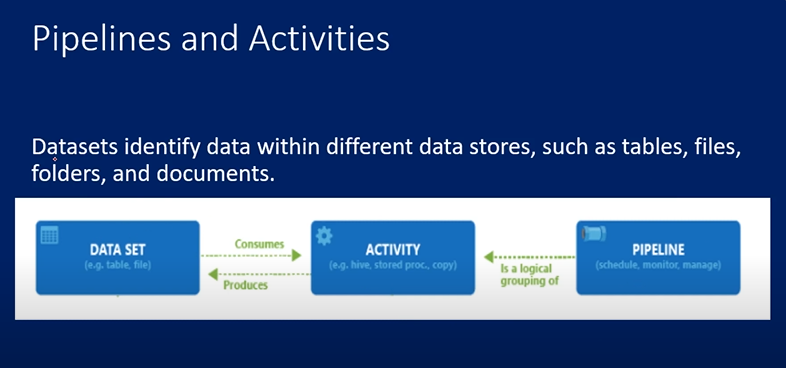 Pipelines and Activities
Datasets identify data within different data stores, such as tables, files,
folders, and documents.
DATA SET
(e.g. table, file)
Consumes
Produces
ACTIVITY
(e.g. hive, stored proc., copy)
Is a logical
grouping of
PIPELINE
(schedule, monitor, manage)